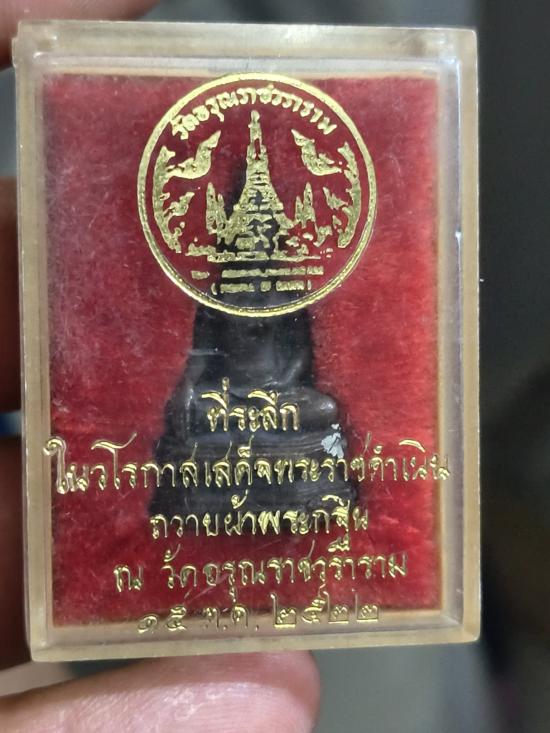 วัดอรุณราชวราราม
ที่ระลึก
ในวโรกาสเสด็จพระราชดำเนิน
ถวายผ้าพระกฐิน
ณ วัดอรุณราชวราราม
๑๕ ต.ค. ๒๕๒๒